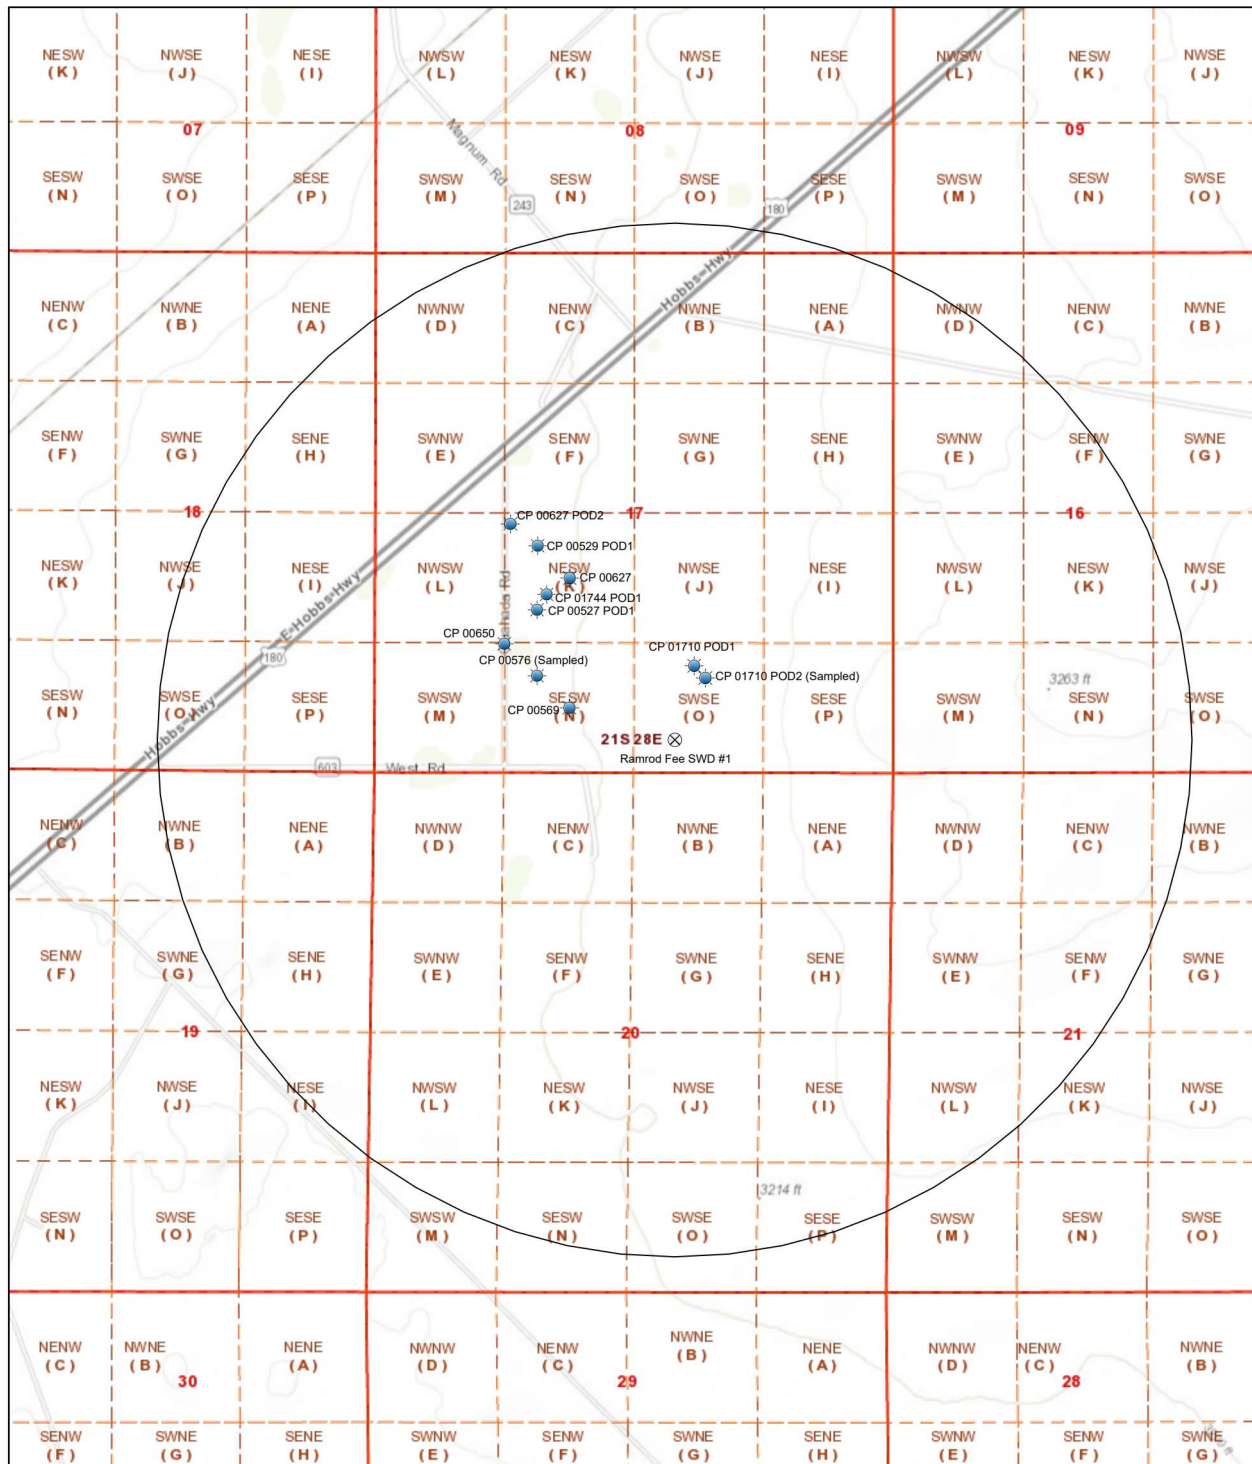 NESW NWSE NESE NWSW NESW NWSE NESE NWSW NESW NWSE
(K) (J) (I) (L) (K) (J) (I) (L) (K) (J)
07 08 09
Magnum Rd
SESW SWSE SESE SWSW SESW SWSE SESE SWSW SESW SWSE
(N) (O) (P) (M) (N) (O) (P) (M) (N) (O)
243 180
Hobbs Hwy
NENW NWNE NENE NWNW NENW NWNE NENE NWNW NENW NWNE
(C) (B) (A) (D) (C) (B) (A) (D) (C) (B)
SENW SWNE SENE SWNW SENW SWNE SENE SWNW SENW SWNE
(F) (G) (H) (E) (F) (G) (H) (E) (F) (G)
18 17 16
CP 00627 POD2
CP 00529 POD1
NESW NWSE NESE NWSW NESW NWSE NESE NWSW NESW NWSE
(K) (J) (I) (L) (K) (J) (I) (L) (K) (J)
CP 00627
CP 01744 POD1
CP 00527 POD1
E Hobbs Hwy
Rd
CP 00650
180
CP 00576 (Sampled)
CP 01710 POD1
CP 01710 POD2 (Sampled)
3263 ft
SESW SWSE SESE SWSW SESW SWSE SESE SWSW SESW SWSE
(N) (O) (P) (M) (N) (O) (P) (M) (N) (O)
CP 00569
Hobbs Hwy
21S 28E
Ramrod Fee SWD #1
603 West Rd
NENW NWNE NENE NWNW NENW NWNE NENE NWNW NENW NWNE
(C) (B) (A) (D) (C) (B) (A) (D) (C) (B)
SENW SWNE SENE SWNW SENW SWNE SENE SWNW SENW SWNE
(F) (G) (H) (E) (F) (G) (H) (E) (F) (G)
19 20 21
NESW NWSE NESE NWSW NESW NWSE NESE NWSW NESW NWSE
(K) (J) (I) (L) (K) (J) (I) (L) (K) (J)
3214 ft
SESW SWSE SESE SWSW SESW SWSE SESE SWSW SESW SWSE
(N) (O) (P) (M) (N) (O) (P) (M) (N) (O)
NENW NWNE NENE NWNW NENW NWNE NENE NWNW NENW NWNE
(C) (B) (A) (D) (C) (B) (A) (D) (C) (B)
30 29 28
SENW SWNE SENE SWNW SENW SWNE SENE SWNW SENW SWNE
(F) (G) (H) (E) (F) (G) (H) (E) (F) (G)
ft